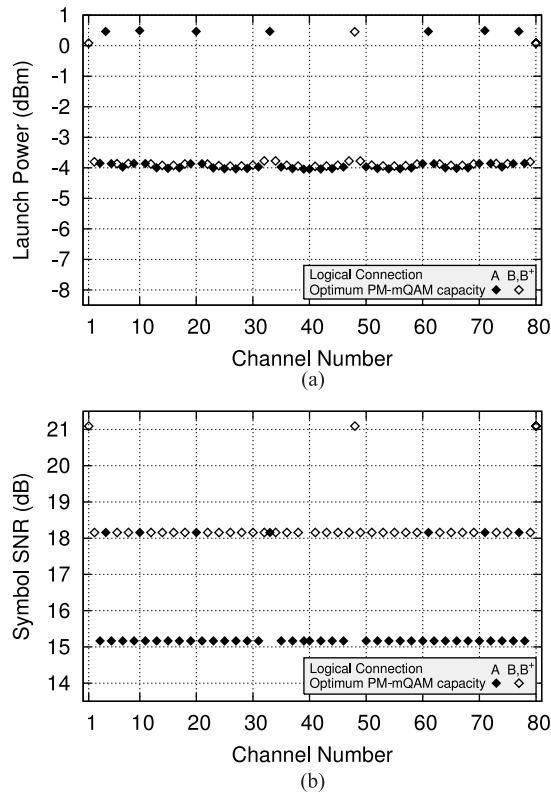 1
0
-1
-2
-3
-4
-5
-6
-7
-8
Launch Power (dBm)
Logical Connection A B,B+
Optimum PM-mQAM capacity
1 10 20 30 40 50 60 70 80
Channel Number
(a)
21
20
19
18
17
16
15
14
Symbol SNR (dB)
Logical Connection A B,B+
Optimum PM-mQAM capacity
1 10 20 30 40 50 60 70 80
Channel Number
(b)